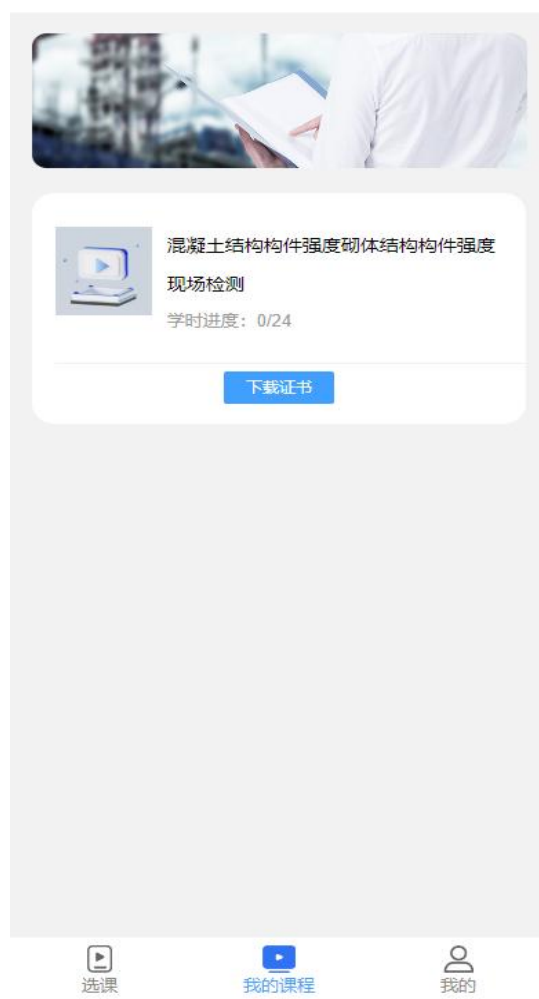 混凝土结构构件强度砌体结构构件强度
现场检测
学时进度：0/24
下载证书
选课
我的课程
我的